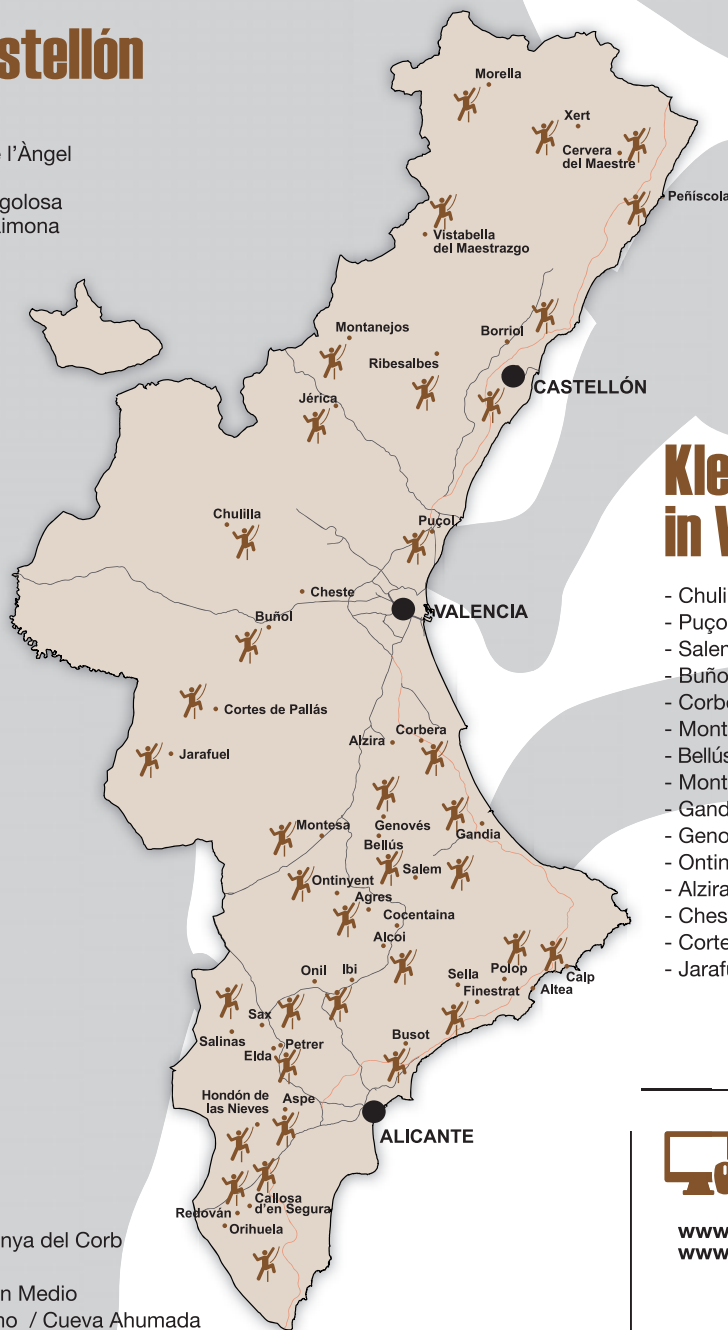 stellón
l'Àngel
golosa
imona
Morella
Xert
Cervera
del Maestre
Peñíscola
Vistabella
del Maestrazgo
Montanejos
Borriol
Ribesalbes
CASTELLÓN
Jérica
Chulilla
Puçol
Cheste
VALENCIA
Buñol
Cortes de Pallás
Alzira
Corbera
Jarafuel
Montesa
Genovés
Gandia
Bellús
Salem
Ontinyent
Agres
Cocentaina
Alcoi
Onil
Ibi
Sella
Polop
Calp
Finestrat
Altea
Sax
Salinas
Elda
Petrer
Busot
Hondón de
las Nieves
Aspe
ALICANTE
Callosa
d'en Segura
Redován
Orihuela
Kle
in V
- Chuli
- Puço
- Saler
- Buño
- Corbe
- Mont
- Bellús
- Mont
- Gand
- Geno
- Ontin
- Alzira
- Ches
- Corte
- Jarafu
www
www
nya del Corb
n Medio
no / Cueva Ahumada